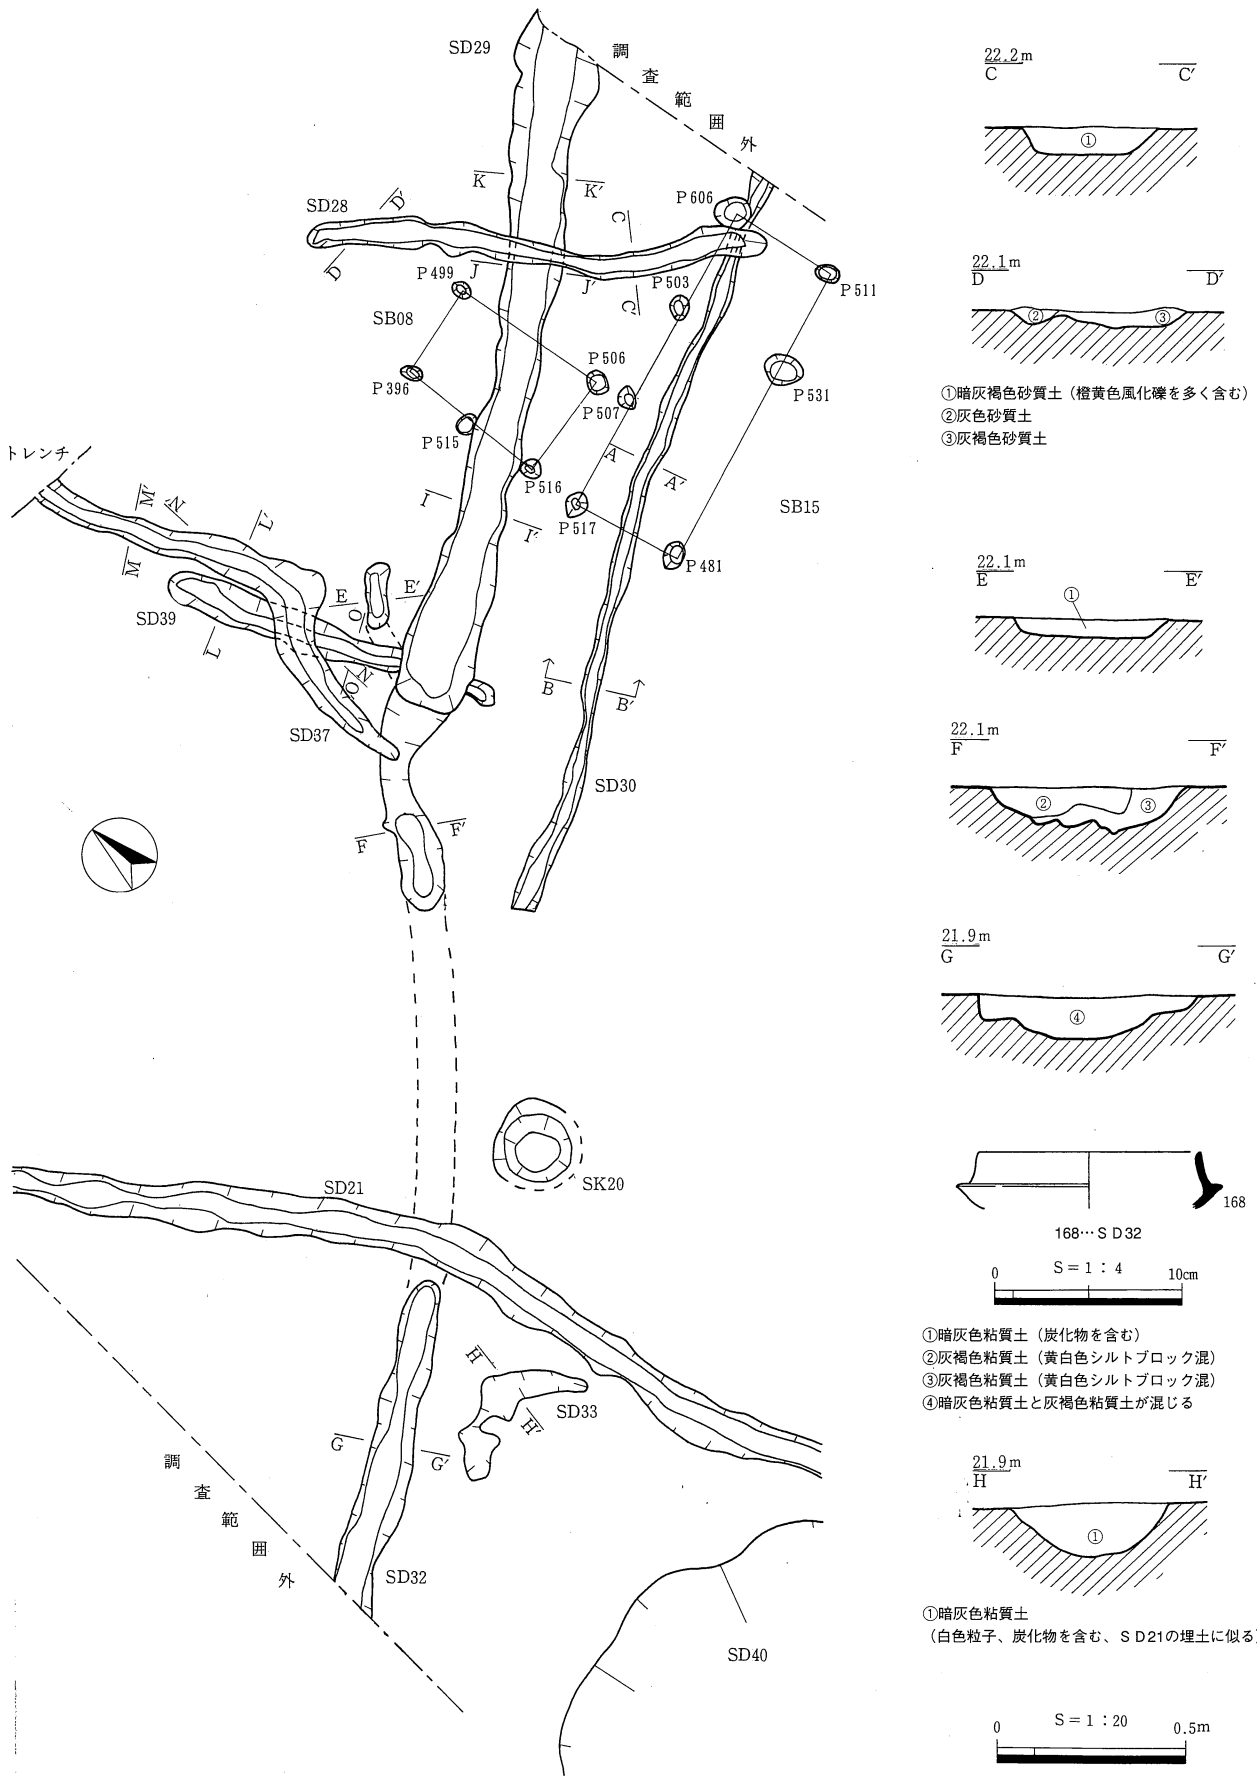 SD29
調査範囲外
K
K′
P606
SD28
D′
D
C
C′
P499
J
J′
P503
P511
SB08
P506
P396
P507
P531
P515
A
A′
トレンチ
P516
I
I′
P517
SB15
P481
M′
N′
L′
M
E
E′
O
SD39
L
N
O′
B
B′
SD37
SD30
F
F′
SK20
SD21
H
H′
SD33
G
G′
調査範囲外
SD32
SD40
22.2m
C
C′
①
22.1m
D
D′
②
③
①暗灰褐色砂質土（橙黄色風化礫を多く含む）
②灰色砂質土
③灰褐色砂質土
22.1m
E
E′
①
22.1m
F
F′
②
③
21.9m
G
G′
④
168
168…ＳＤ32
S＝1：4
0
10cm
①暗灰色粘質土（炭化物を含む）
②灰褐色粘質土（黄白色シルトブロック混）
③灰褐色粘質土（黄白色シルトブロック混）
④暗灰色粘質土と灰褐色粘質土が混じる
21.9m
H
H′
①
①暗灰色粘質土
（白色粒子、炭化物を含む、ＳＤ21の埋土に似る）
S＝1：20
0
0.5m